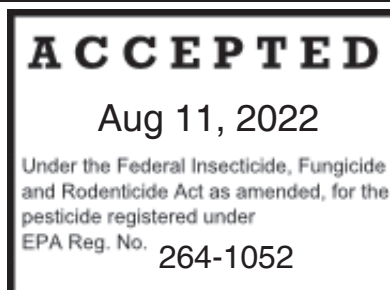 ACCEPTED
Aug 11, 2022
Under the Federal Insecticide, Fungicide
and Rodenticide Act as amended, for the
pesticide registered under
EPA Reg. No. 264-1052